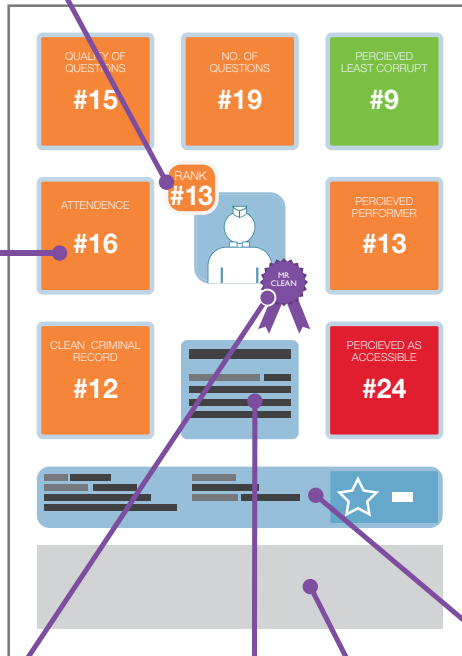 QUALITY OF
QUESTIONS
#15
NO. OF
QUESTIONS
#19
PERCIEVED
LEAST CORRUPT
#9
ATTENDENCE
#16
RANK
#13
MR
CLEAN
PERCIEVED
PERFORMER
#13
CLEAN CRIMINAL
RECORD
#12
PERCIEVED AS
ACCESSIBLE
#24